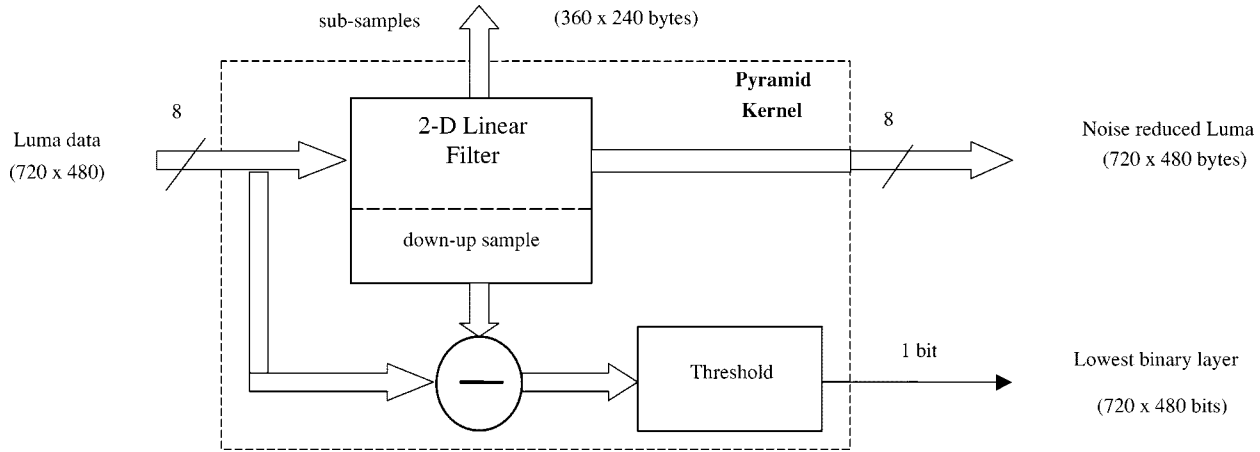 sub-samples
(360 x 240 bytes)
Pyramid
Kernel
8
2-D Linear
Filter
8
Luma data
(720 x 480)
Noise reduced Luma
(720 x 480 bytes)
down-up sample
1 bit
Threshold
Lowest binary layer
(720 x 480 bits)